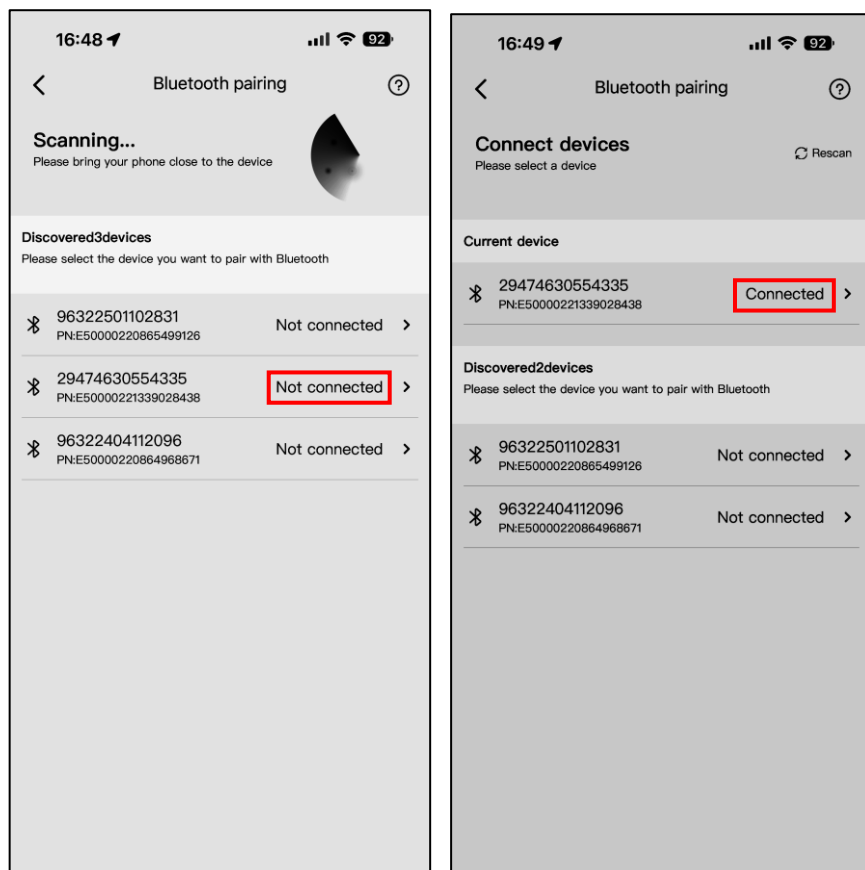 16:48
92
Bluetooth pairing
?
Scanning...
Please bring your phone close to the device
Discovered3devices
Please select the device you want to pair with Bluetooth
96322501102831
Not connected
PN:E50000220865499126
29474630554335
Not connected
PN:E50000221339028438
96322404112096
Not connected
PN:E50000220864968671
16:49
92
Bluetooth pairing
?
Connect devices
Please select a device
Rescan
Current device
29474630554335
Connected
PN:E50000221339028438
Discovered2devices
Please select the device you want to pair with Bluetooth
96322501102831
Not connected
PN:E50000220865499126
96322404112096
Not connected
PN:E50000220864968671